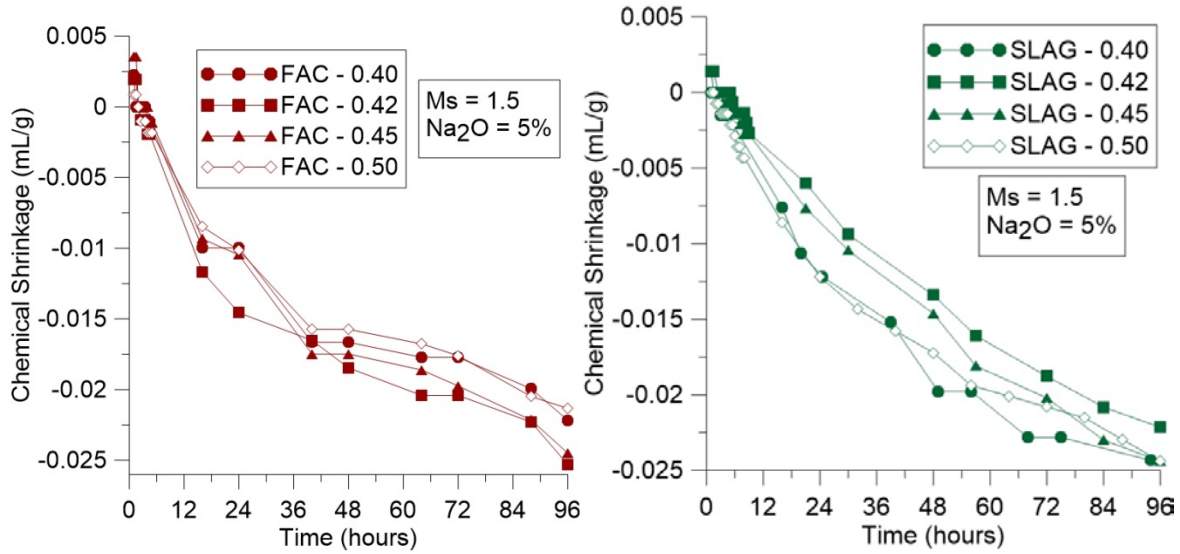 0.005
0
-0.005
-0.01
-0.015
-0.02
-0.025
Chemical Shrinkage (mL/g)
FAC - 0.40
FAC - 0.42
FAC - 0.45
FAC - 0.50
Ms = 1.5
Na₂O = 5%
0 12 24 36 48 60 72 84 96
Time (hours)
0.005
0
-0.005
-0.01
-0.015
-0.02
-0.025
Chemical Shrinkage (mL/g)
SLAG - 0.40
SLAG - 0.42
SLAG - 0.45
SLAG - 0.50
Ms = 1.5
Na₂O = 5%
0 12 24 36 48 60 72 84 96
Time (hours)